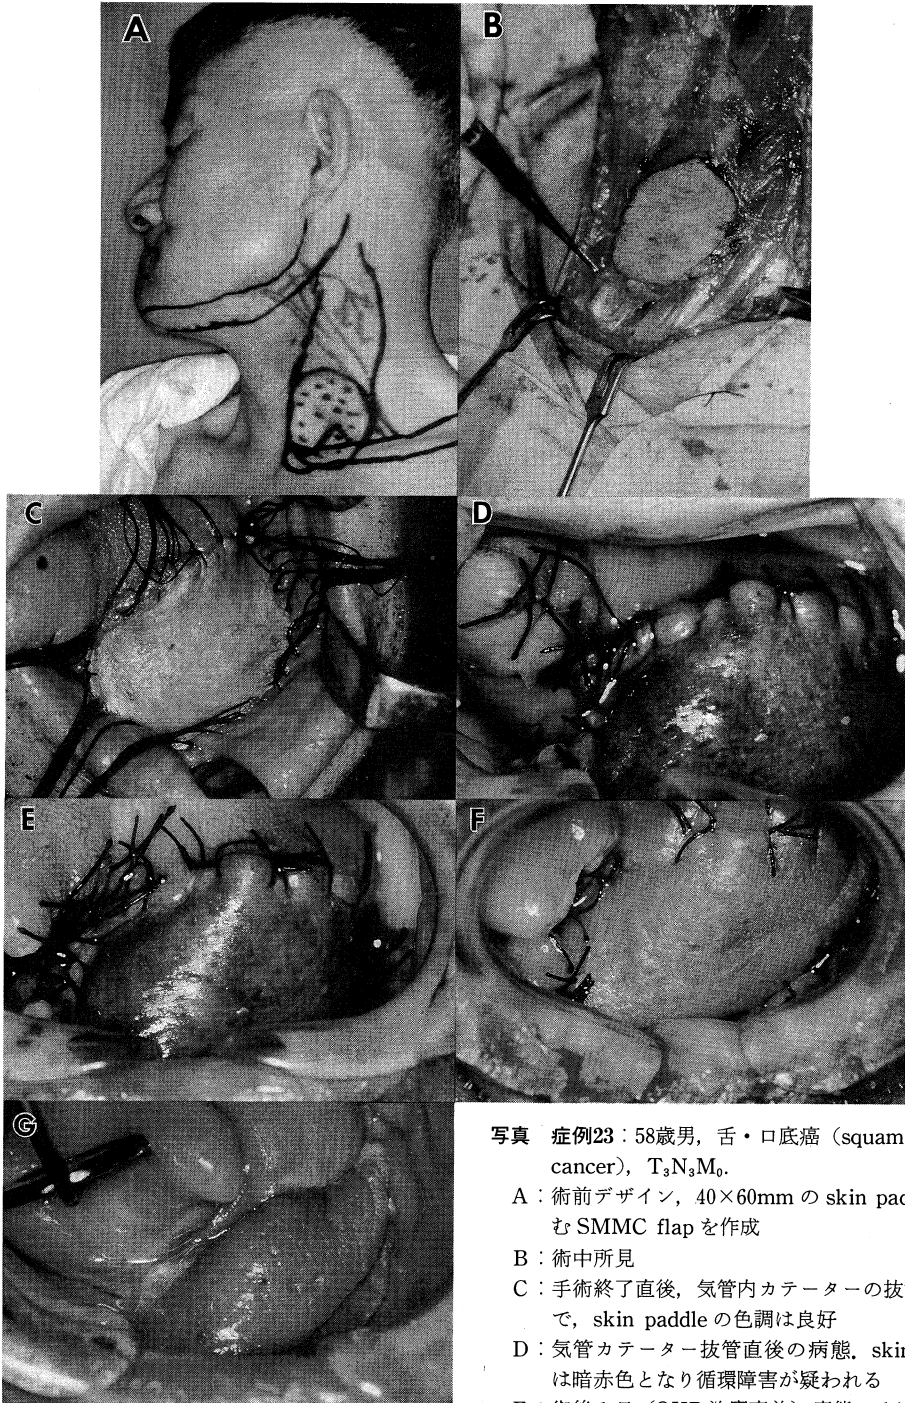 A
B
C
D
E
F
G
写真 症例23：58歳男，舌・口底癌（squam
cancer），T₃N₃M₀.
A：術前デザイン，40×60mmの skin pad
む SMMC flap を作成
B：術中所見
C：手術終了直後，気管内カテーターの抜
で，skin paddle の色調は良好
D：気管カテーター抜管直後の病態．skin
は暗赤色となり循環障害が疑われる